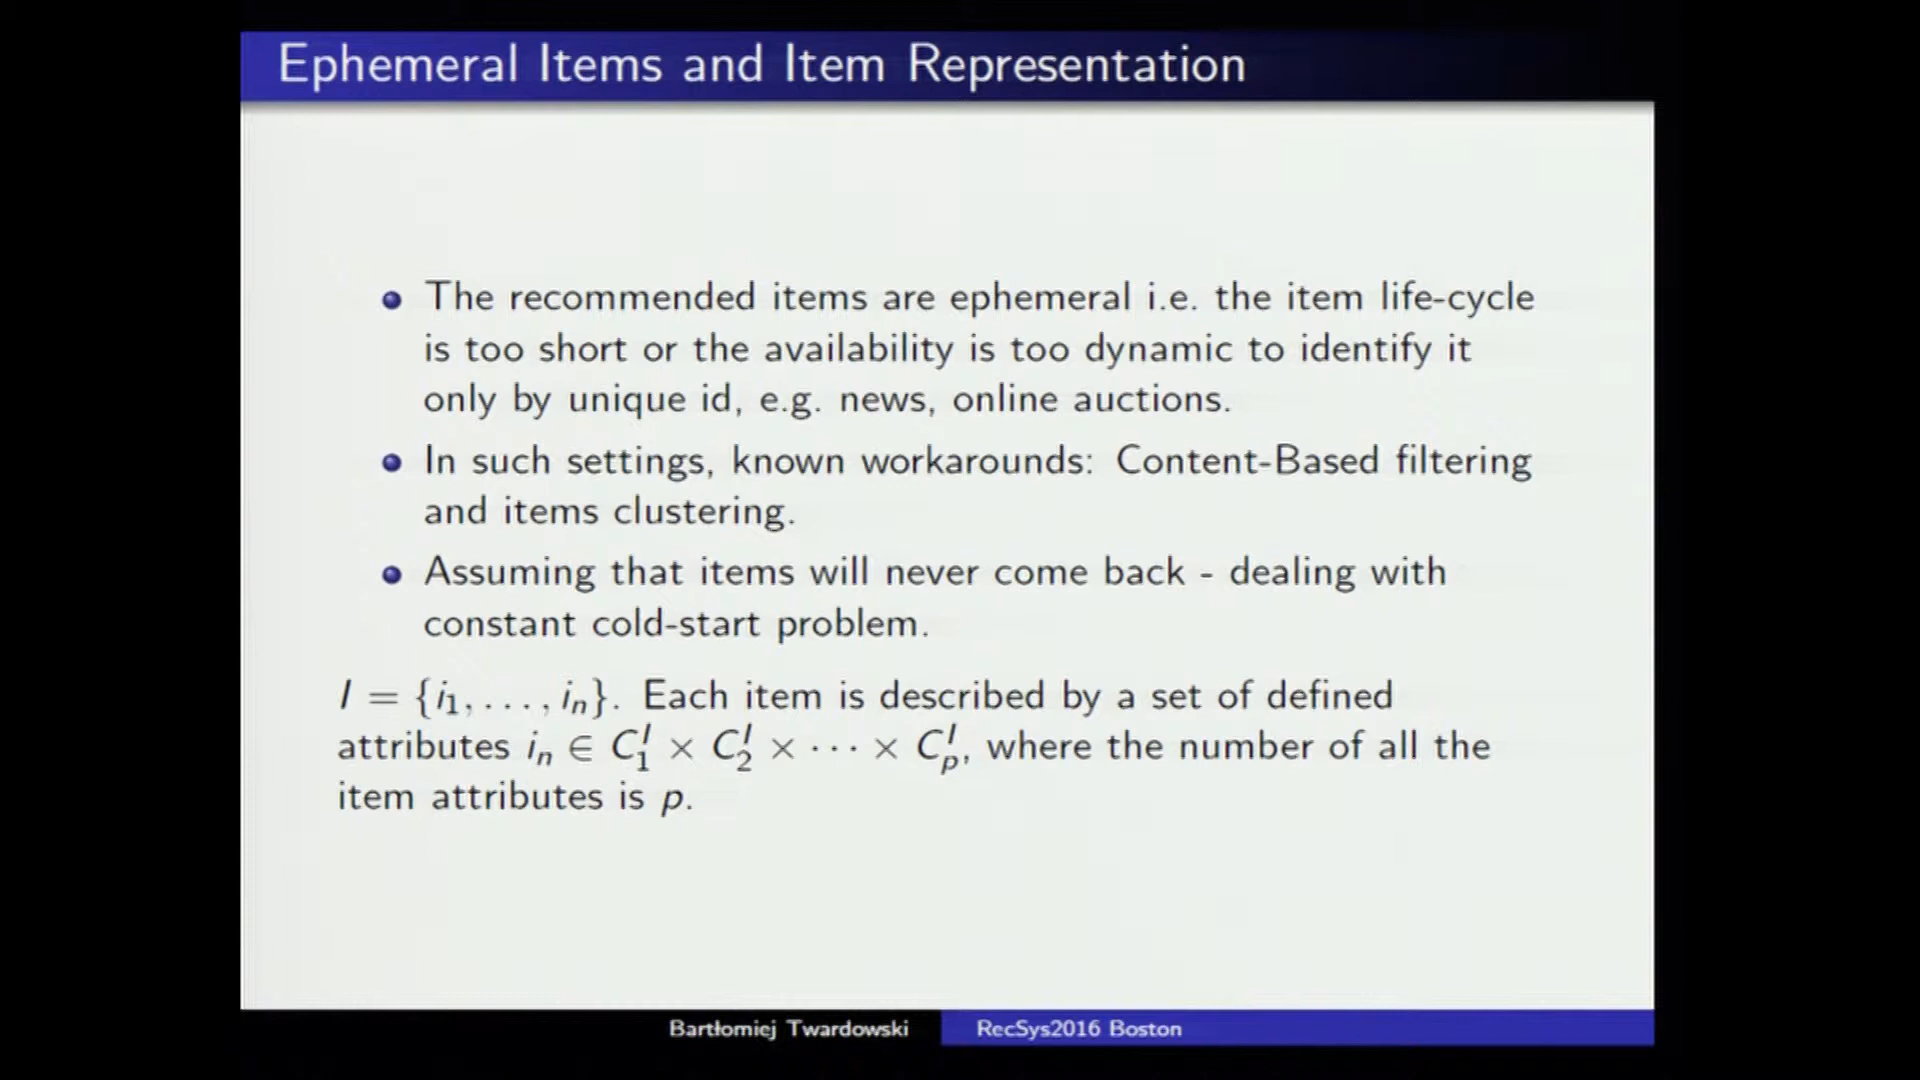 Ephemeral Items and Item Representation
The recommended items are ephemeral i.e. the item life-cycle
is too short or the availability is too dynamic to identify it
only by unique id, e.g. news, online auctions.
In such settings, known workarounds: Content-Based filtering
and items clustering.
Assuming that items will never come back - dealing with
constant cold-start problem.
I = {i₁, . . . , iₙ}. Each item is described by a set of defined
attributes iₙ ∈ C₁ᴵ × C₂ᴵ × · · · × Cₚᴵ, where the number of all the
item attributes is p.
Bartłomiej Twardowski RecSys2016 Boston